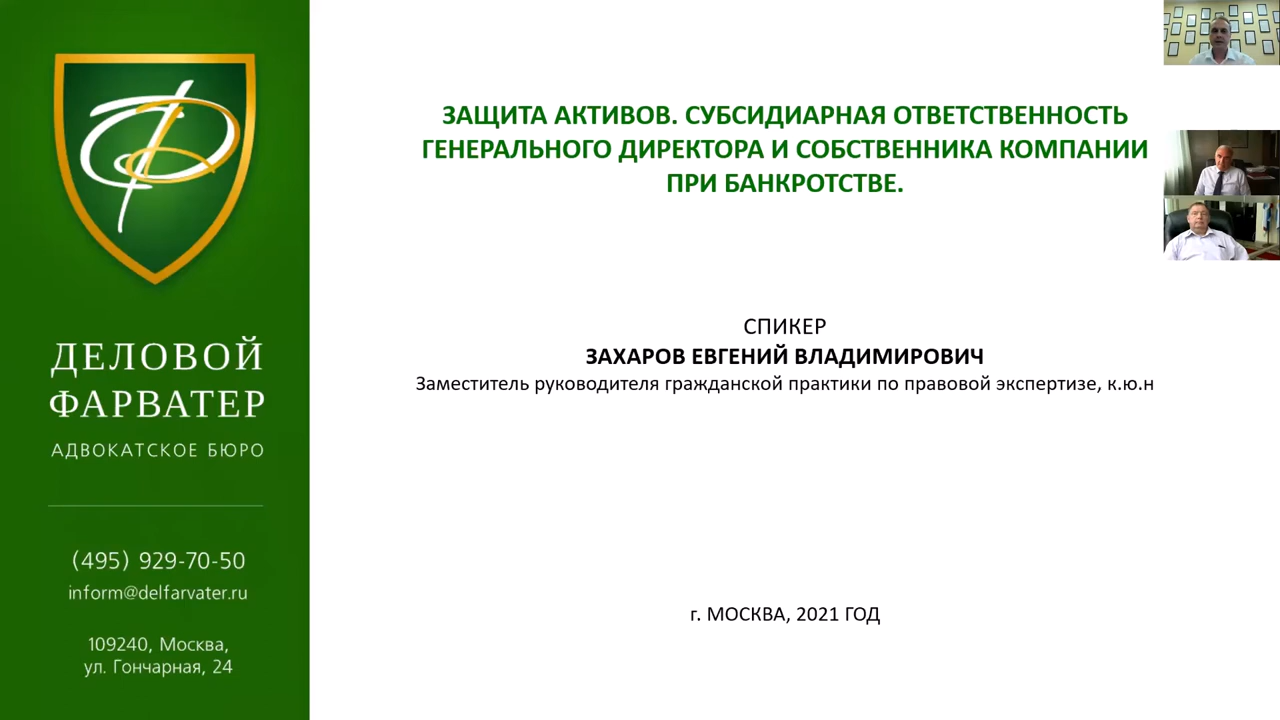 ДЕЛОВОЙ
ФАРВАТЕР
АДВОКАТСКОЕ БЮРО
(495) 929-70-50
inform@delfarvater.ru
109240, Москва,
ул. Гончарная, 24
ЗАЩИТА АКТИВОВ. СУБСИДИАРНАЯ ОТВЕТСТВЕННОСТЬ
ГЕНЕРАЛЬНОГО ДИРЕКТОРА И СОБСТВЕННИКА КОМПАНИИ
ПРИ БАНКРОТСТВЕ.
СПИКЕР
ЗАХАРОВ ЕВГЕНИЙ ВЛАДИМИРОВИЧ
Заместитель руководителя гражданской практики по правовой экспертизе, к.ю.н
г. МОСКВА, 2021 ГОД